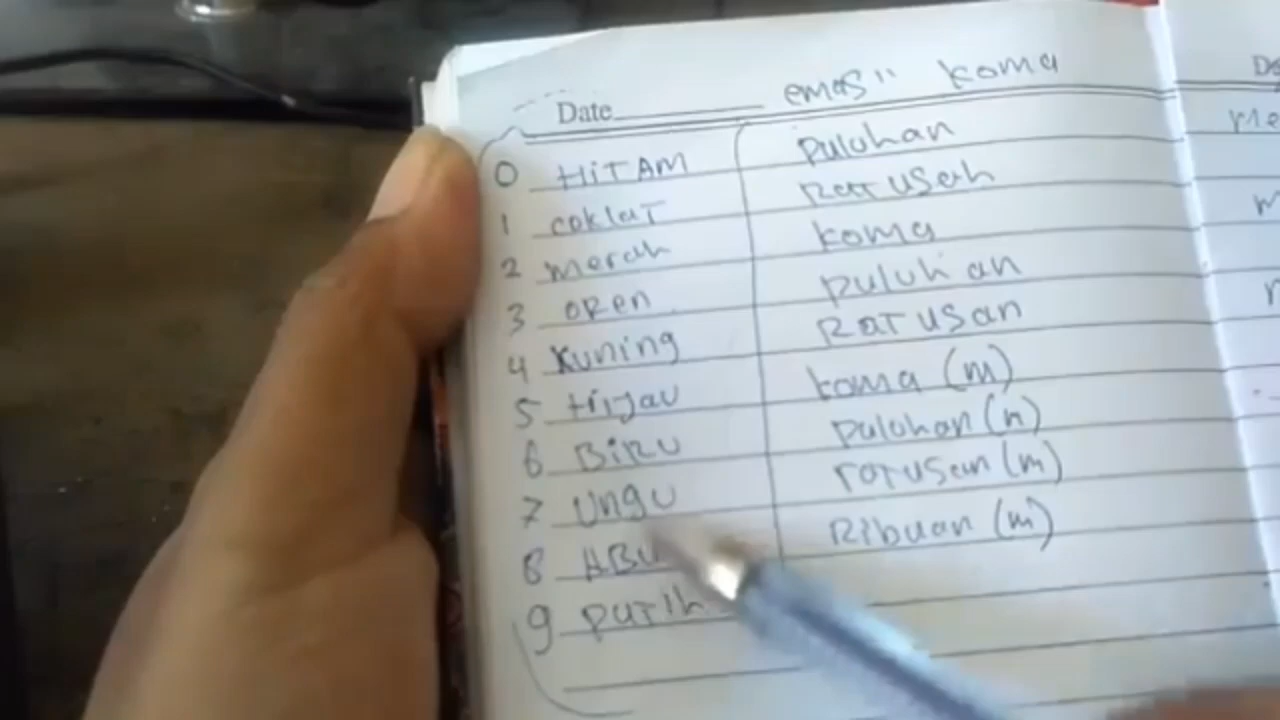 Date emas" koma
0 HiTAM puluhan
1 coklaT RaTusah
2 merah koma
3 oRen puluhan
4 kuning RaTusan
5 Hijau koma (m)
6 BiRu puluhan (n)
7 ungu raTusan (m)
8 ABU Ribuan (m)
9 puTih